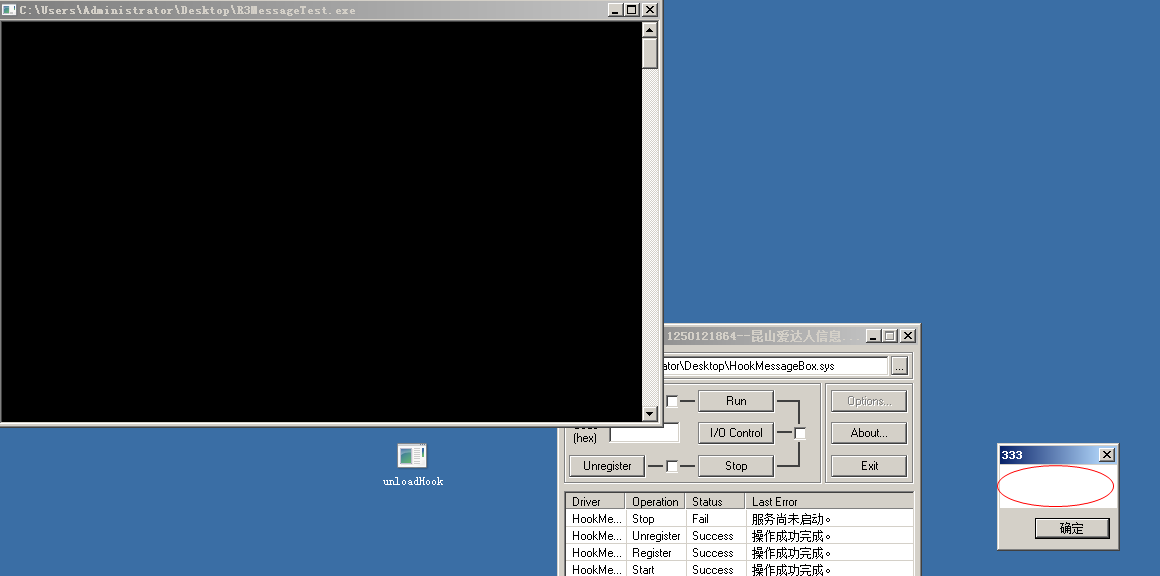 C:\Users\Administrator\Desktop\R3MessageTest.exe
1250121864--昆山爱达人信息...
ator\Desktop\HookMessageBox.sys
...
Run
Options...
(hex)
I/O Control
About...
Unregister
Stop
Exit
unloadHook
333
确定
Driver Operation Status Last Error
HookMe... Stop Fail 服务尚未启动。
HookMe... Unregister Success 操作成功完成。
HookMe... Register Success 操作成功完成。
HookMe... Start Success 操作成功完成。